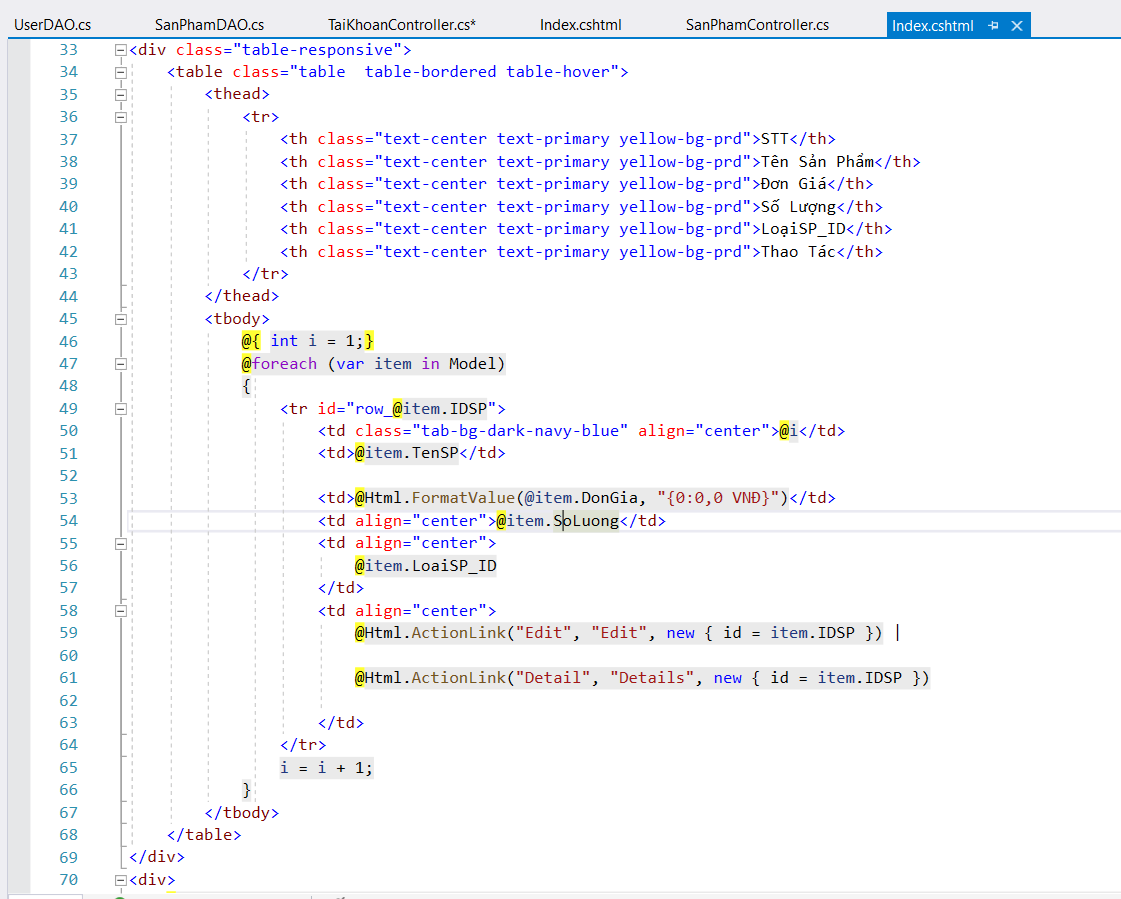 UserDAO.cs SanPhamDAO.cs TaiKhoanController.cs* Index.cshtml SanPhamController.cs Index.cshtml
33 <div class="table-responsive">
34 <table class="table  table-bordered table-hover">
35 <thead>
36 <tr>
37 <th class="text-center text-primary yellow-bg-prd">STT</th>
38 <th class="text-center text-primary yellow-bg-prd">Tên Sản Phẩm</th>
39 <th class="text-center text-primary yellow-bg-prd">Đơn Giá</th>
40 <th class="text-center text-primary yellow-bg-prd">Số Lượng</th>
41 <th class="text-center text-primary yellow-bg-prd">LoạiSP_ID</th>
42 <th class="text-center text-primary yellow-bg-prd">Thao Tác</th>
43 </tr>
44 </thead>
45 <tbody>
46 @{ int i = 1;}
47 @foreach (var item in Model)
48 {
49 <tr id="row_@item.IDSP">
50 <td class="tab-bg-dark-navy-blue" align="center">@i</td>
51 <td>@item.TenSP</td>
52
53 <td>@Html.FormatValue(@item.DonGia, "{0:0,0 VNĐ}")</td>
54 <td align="center">@item.SoLuong</td>
55 <td align="center">
56 @item.LoaiSP_ID
57 </td>
58 <td align="center">
59 @Html.ActionLink("Edit", "Edit", new { id = item.IDSP }) |
60
61 @Html.ActionLink("Detail", "Details", new { id = item.IDSP })
62
63 </td>
64 </tr>
65 i = i + 1;
66 }
67 </tbody>
68 </table>
69 </div>
70 <div>